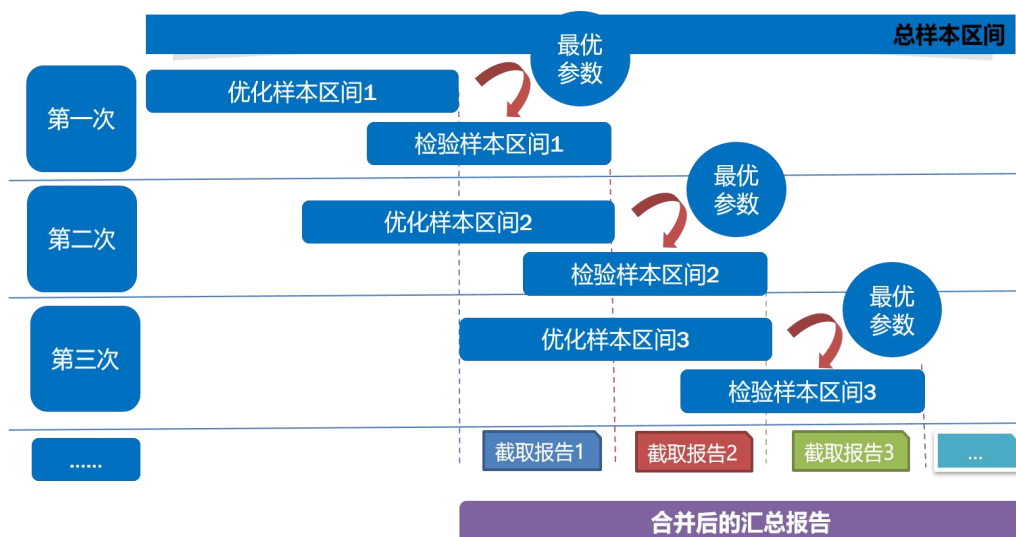 总样本区间
最优
参数
第一次
优化样本区间1
检验样本区间1
最优
参数
第二次
优化样本区间2
检验样本区间2
最优
参数
第三次
优化样本区间3
检验样本区间3
......
截取报告1
截取报告2
截取报告3
...
合并后的汇总报告